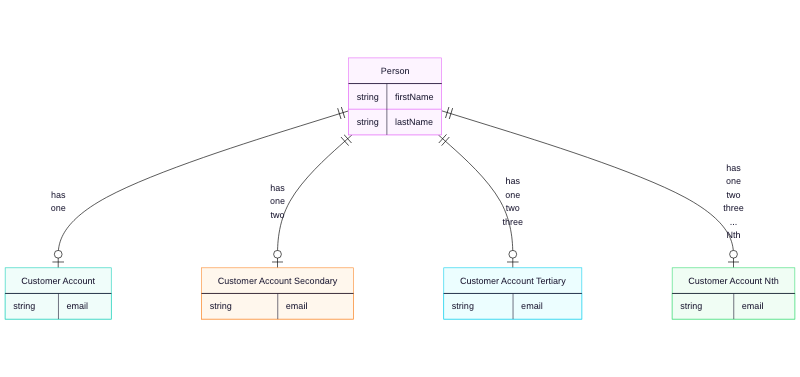 Person
string firstName
string lastName
has
one
has
one
two
has
one
two
three
has
one
two
three
...
Nth
Customer Account
string email
Customer Account Secondary
string email
Customer Account Tertiary
string email
Customer Account Nth
string email